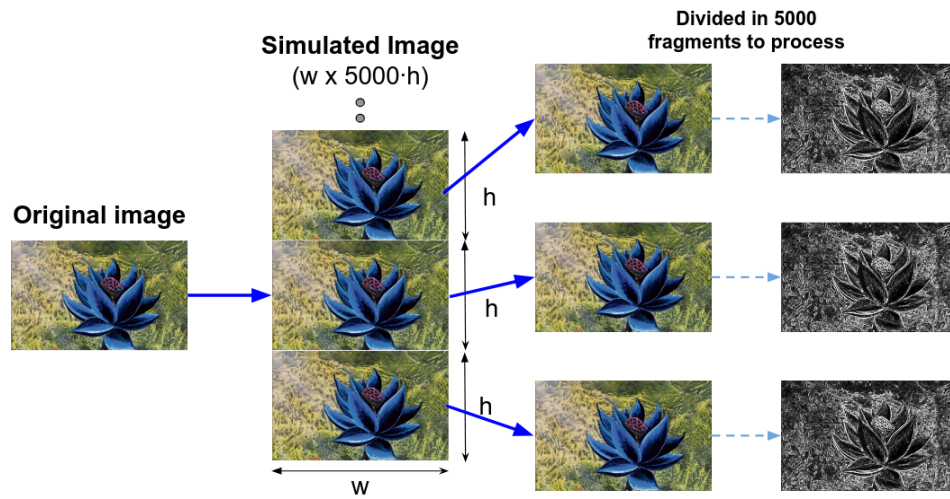 Divided in 5000
fragments to process
Simulated Image
(w x 5000·h)
Original image
h
h
h
w